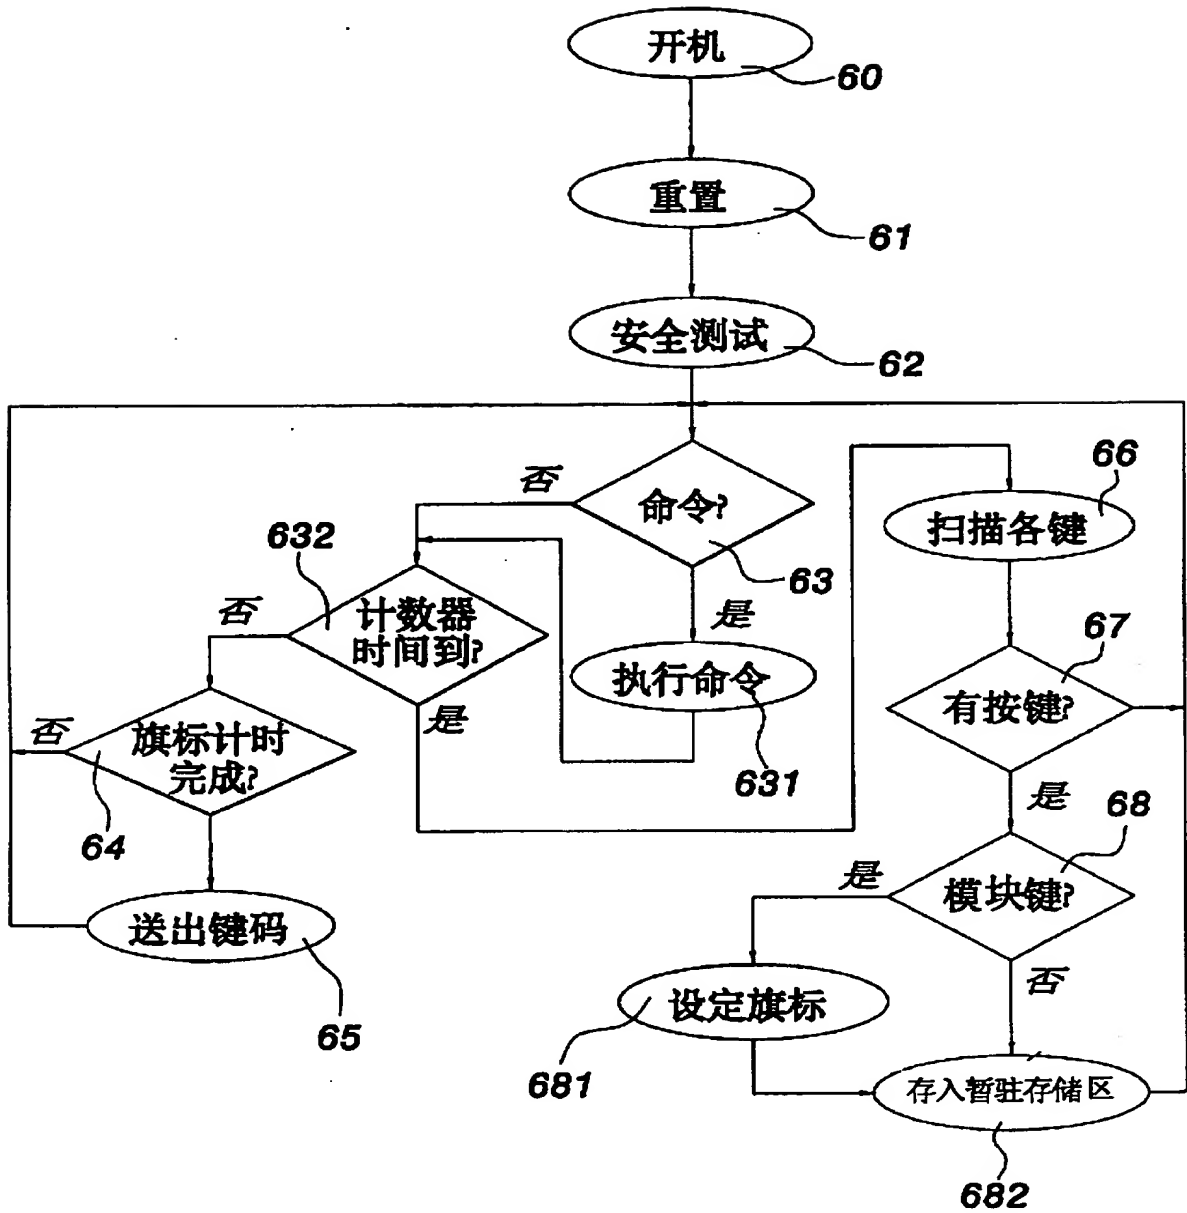 开机
60
重置
61
安全测试
62
否
命令?
63
66
扫描各键
632
计数器
时间到?
否
是
是
执行命令
631
67
有按键?
否
旗标计时
完成?
64
是
68
是
模块键?
送出键码
65
否
设定旗标
681
存入暂驻存储区
682